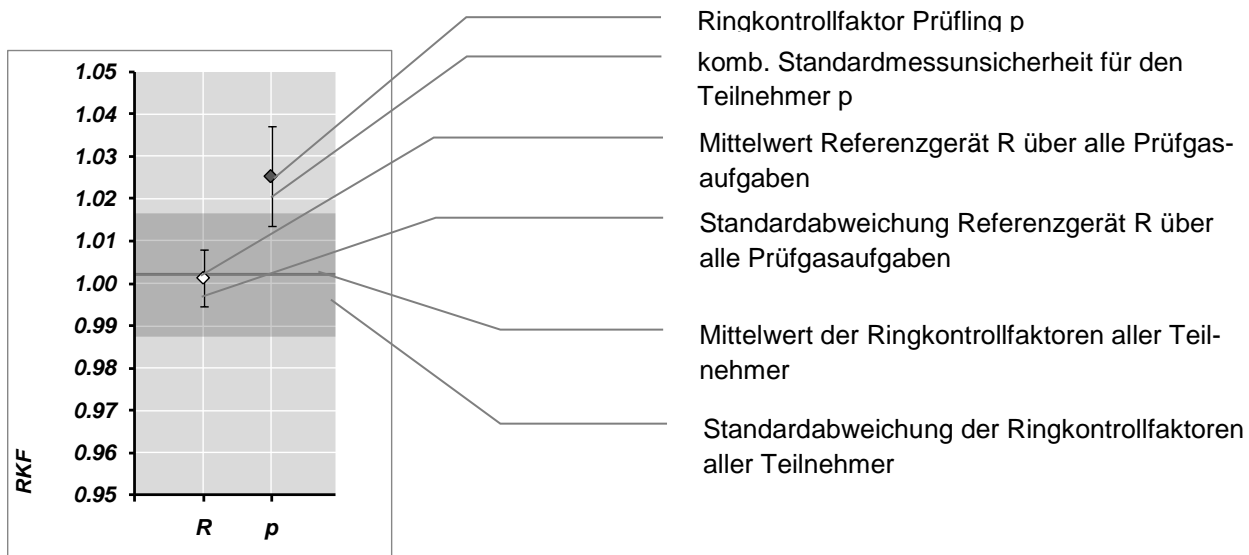 Ringkontrollfaktor Prüfling p
komb. Standardmessunsicherheit für den
Teilnehmer p
Mittelwert Referenzgerät R über alle Prüfgas-
aufgaben
Standardabweichung Referenzgerät R über
alle Prüfgasaufgaben
Mittelwert der Ringkontrollfaktoren aller Teil-
nehmer
Standardabweichung der Ringkontrollfaktoren
aller Teilnehmer
1.05
1.04
1.03
1.02
1.01
1.00
0.99
0.98
0.97
0.96
0.95
RKF
R p